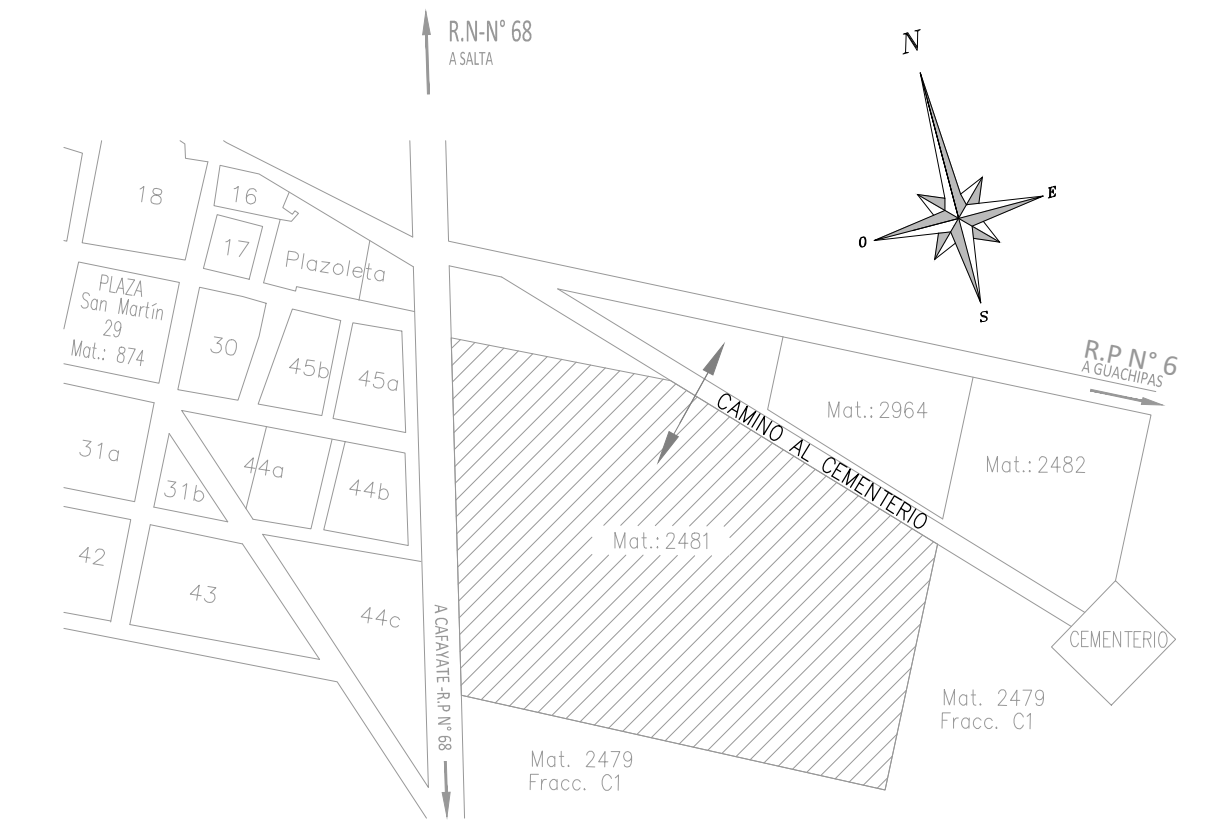 R.N-N° 68
A SALTA
N
E
O
S
18
16
17
Plazoleta
PLAZA
San Martín
29
Mat.: 874
30
45b
45a
R.P N° 6
A GUACHIPAS
CAMINO AL CEMENTERIO
Mat.: 2964
Mat.: 2482
31a
31b
44a
44b
Mat.: 2481
42
43
44c
A CAFAYATE -R.P N° 68
CEMENTERIO
Mat. 2479
Fracc. C1
Mat. 2479
Fracc. C1